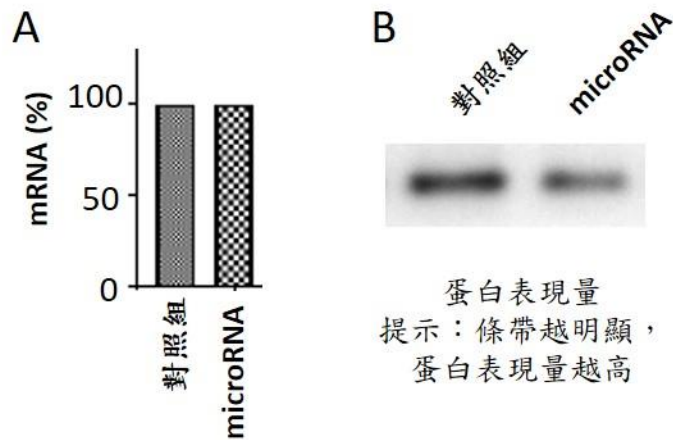 A
mRNA (%)
100
50
0
對照組
microRNA
B
對照組
microRNA
蛋白表現量
提示：條帶越明顯，
蛋白表現量越高